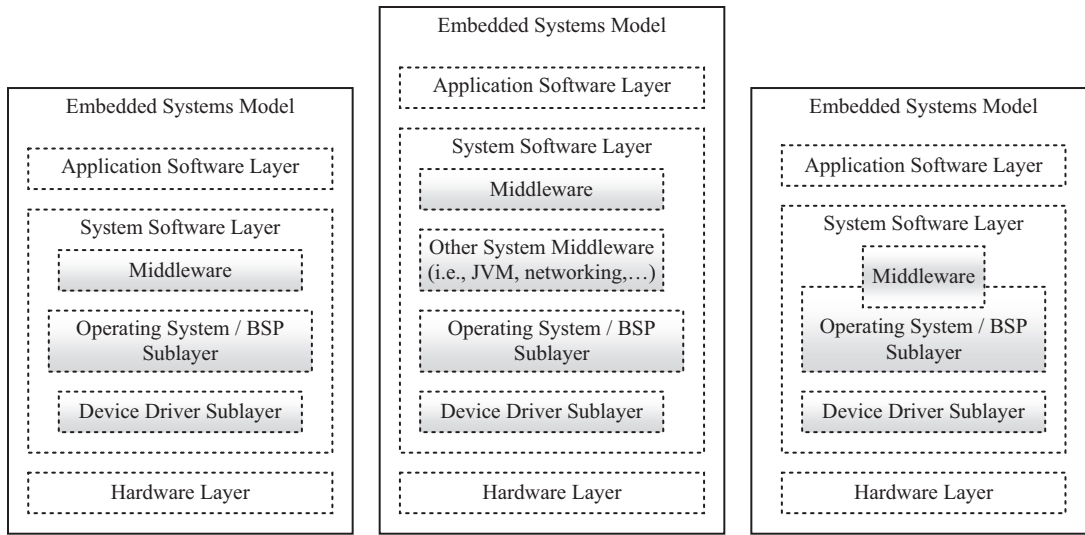 Embedded Systems Model
Application Software Layer
System Software Layer
Middleware
Operating System / BSP
Sublayer
Device Driver Sublayer
Hardware Layer
Embedded Systems Model
Application Software Layer
System Software Layer
Middleware
Other System Middleware
(i.e., JVM, networking,…)
Operating System / BSP
Sublayer
Device Driver Sublayer
Hardware Layer
Embedded Systems Model
Application Software Layer
System Software Layer
Middleware
Operating System / BSP
Sublayer
Device Driver Sublayer
Hardware Layer